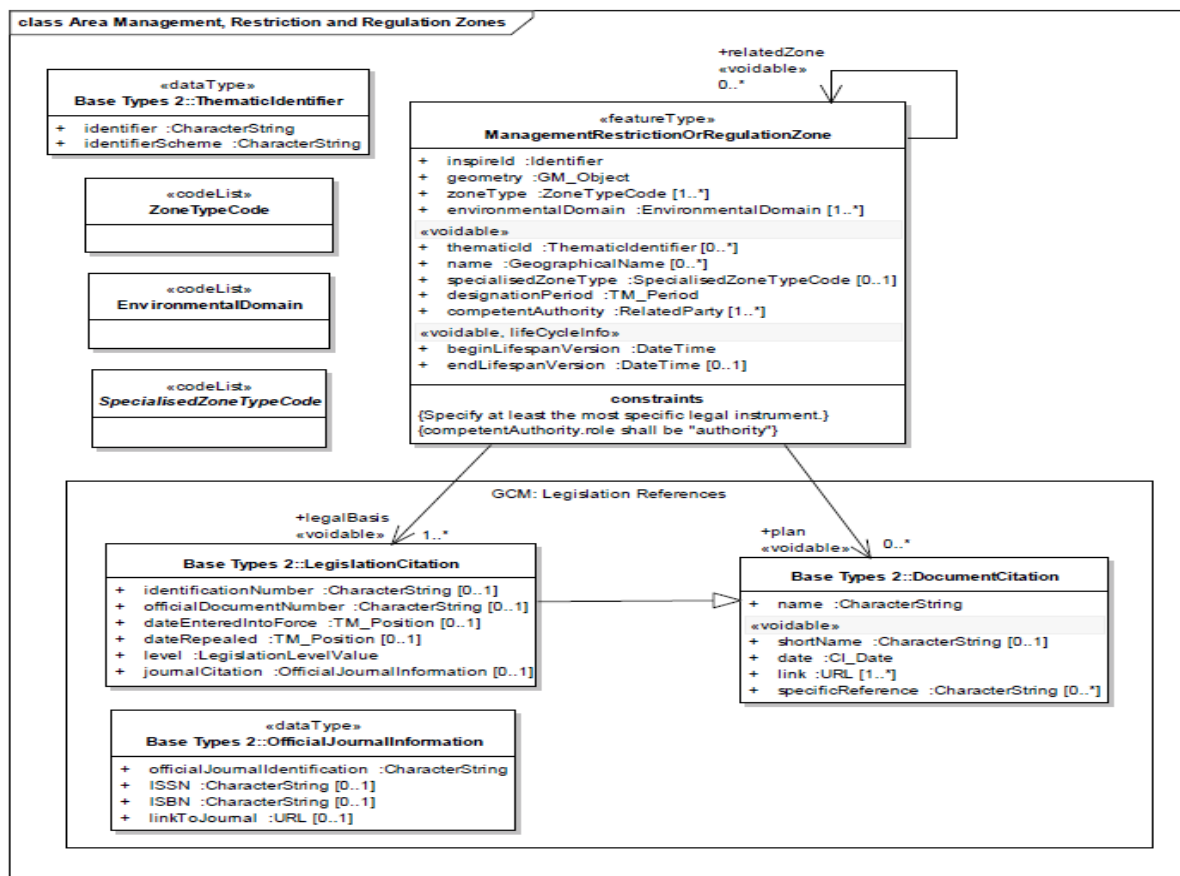 class Area Management, Restriction and Regulation Zones
+relatedZone
«voidable»
0..*
«dataType»
Base Types 2::ThematicIdentifier
+ identifier :CharacterString
+ identifierScheme :CharacterString
«codeList»
ZoneTypeCode
«codeList»
EnvironmentalDomain
«codeList»
SpecialisedZoneTypeCode
«featureType»
ManagementRestrictionOrRegulationZone
+ inspireId :Identifier
+ geometry :GM_Object
+ zoneType :ZoneTypeCode [1..*]
+ environmentalDomain :EnvironmentalDomain [1..*]
«voidable»
+ thematicId :ThematicIdentifier [0..*]
+ name :GeographicalName [0..*]
+ specialisedZoneType :SpecialisedZoneTypeCode [0..1]
+ designationPeriod :TM_Period
+ competentAuthority :RelatedParty [1..*]
«voidable, lifeCycleInfo»
+ beginLifespanVersion :DateTime
+ endLifespanVersion :DateTime [0..1]
constraints
{Specify at least the most specific legal instrument.}
{competentAuthority.role shall be "authority"}
GCM: Legislation References
+legalBasis
«voidable» 1..*
+plan
«voidable» 0..*
Base Types 2::LegislationCitation
+ identificationNumber :CharacterString [0..1]
+ officialDocumentNumber :CharacterString [0..1]
+ dateEnteredIntoForce :TM_Position [0..1]
+ dateRepealed :TM_Position [0..1]
+ level :LegislationLevelValue
+ journalCitation :OfficialJournalInformation [0..1]
Base Types 2::DocumentCitation
+ name :CharacterString
«voidable»
+ shortName :CharacterString [0..1]
+ date :CI_Date
+ link :URL [1..*]
+ specificReference :CharacterString [0..*]
«dataType»
Base Types 2::OfficialJournalInformation
+ officialJournalIdentification :CharacterString
+ ISSN :CharacterString [0..1]
+ ISBN :CharacterString [0..1]
+ linkToJournal :URL [0..1]